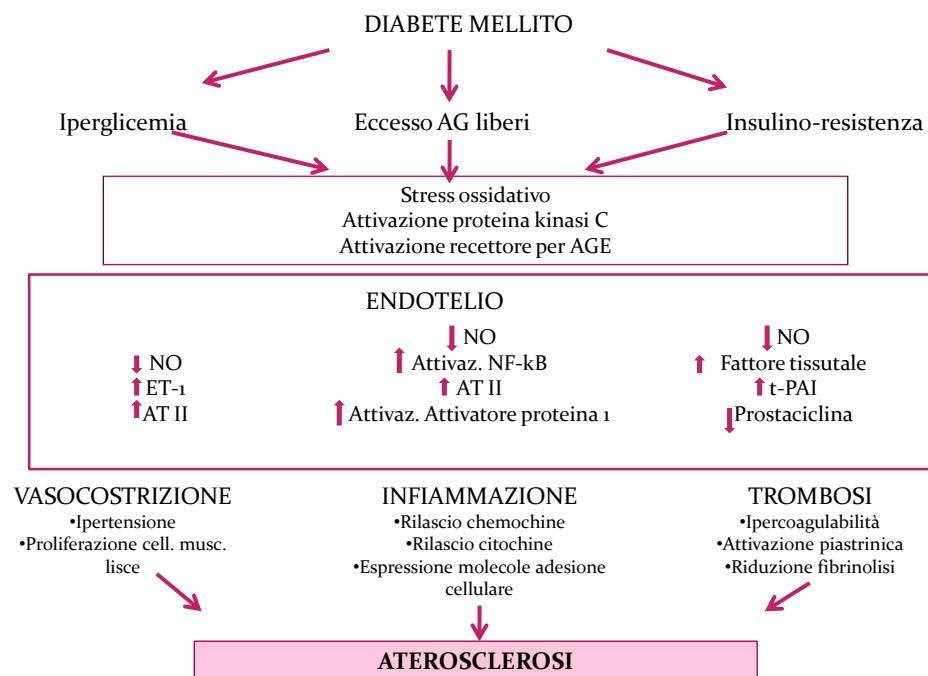 DIABETE MELLITO
Iperglicemia
Eccesso AG liberi
Insulino-resistenza
Stress ossidativo
Attivazione proteina kinasi C
Attivazione recettore per AGE
ENDOTELIO
↓ NO
↑ ET-1
↑ AT II
↓ NO
↑ Attivaz. NF-kB
↑ AT II
↑ Attivaz. Attivatore proteina 1
↓ NO
↑ Fattore tissutale
↑ t-PAI
↓ Prostaciclina
VASOCOSTRIZIONE
•Ipertensione
•Proliferazione cell. musc.
lisce
INFIAMMAZIONE
•Rilascio chemochine
•Rilascio citochine
•Espressione molecole adesione
cellulare
TROMBOSI
•Ipercoagulabilità
•Attivazione piastrinica
•Riduzione fibrinolisi
ATEROSCLEROSI